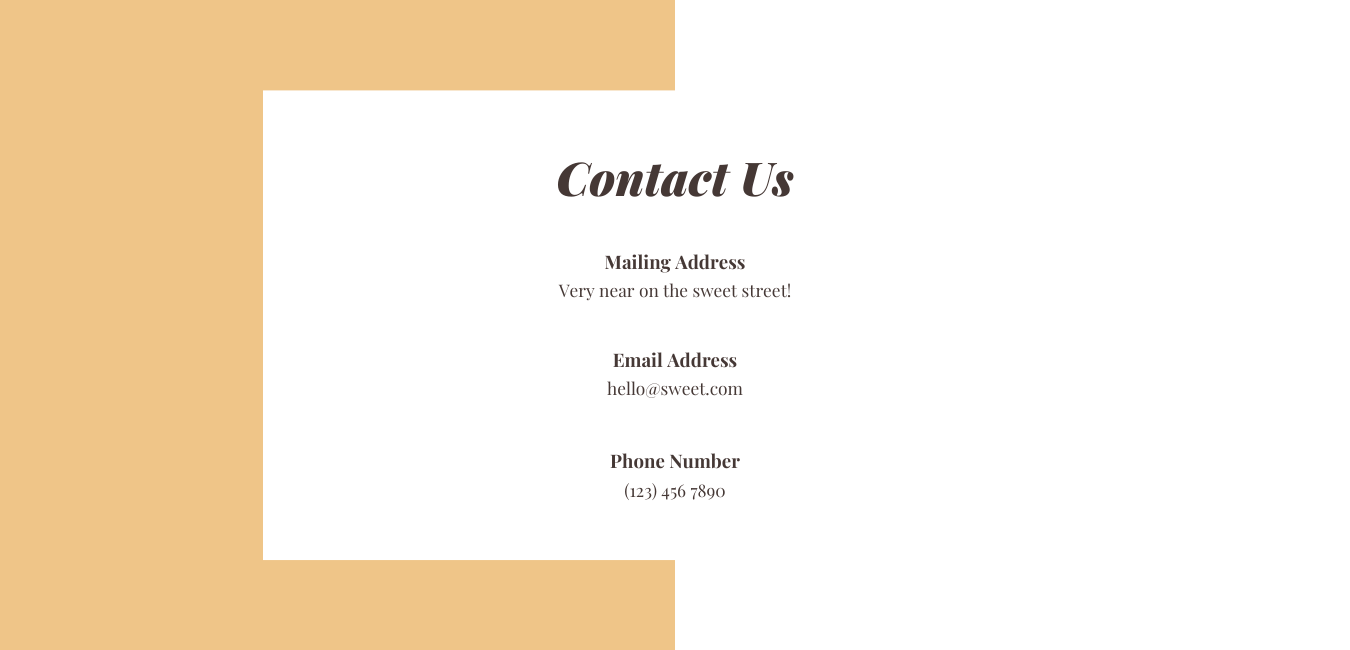 Contact Us
Mailing Address
Very near on the sweet street!
Email Address
hello@sweet.com
Phone Number
(123) 456 7890